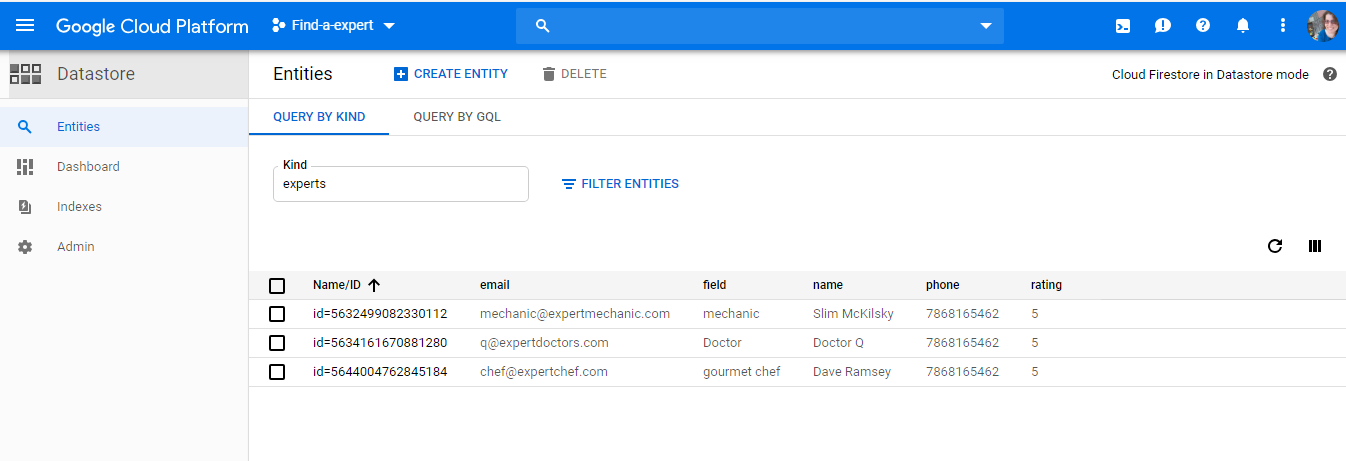 Google Cloud Platform Find-a-expert
Datastore Entities CREATE ENTITY DELETE Cloud Firestore in Datastore mode
Entities
Dashboard
Indexes
Admin
QUERY BY KIND QUERY BY GQL
Kind
experts FILTER ENTITIES
Name/ID email field name phone rating
id=5632499082330112 mechanic@expertmechanic.com mechanic Slim McKilsky 7868165462 5
id=5634161670881280 q@expertdoctors.com Doctor Doctor Q 7868165462 5
id=5644004762845184 chef@expertchef.com gourmet chef Dave Ramsey 7868165462 5